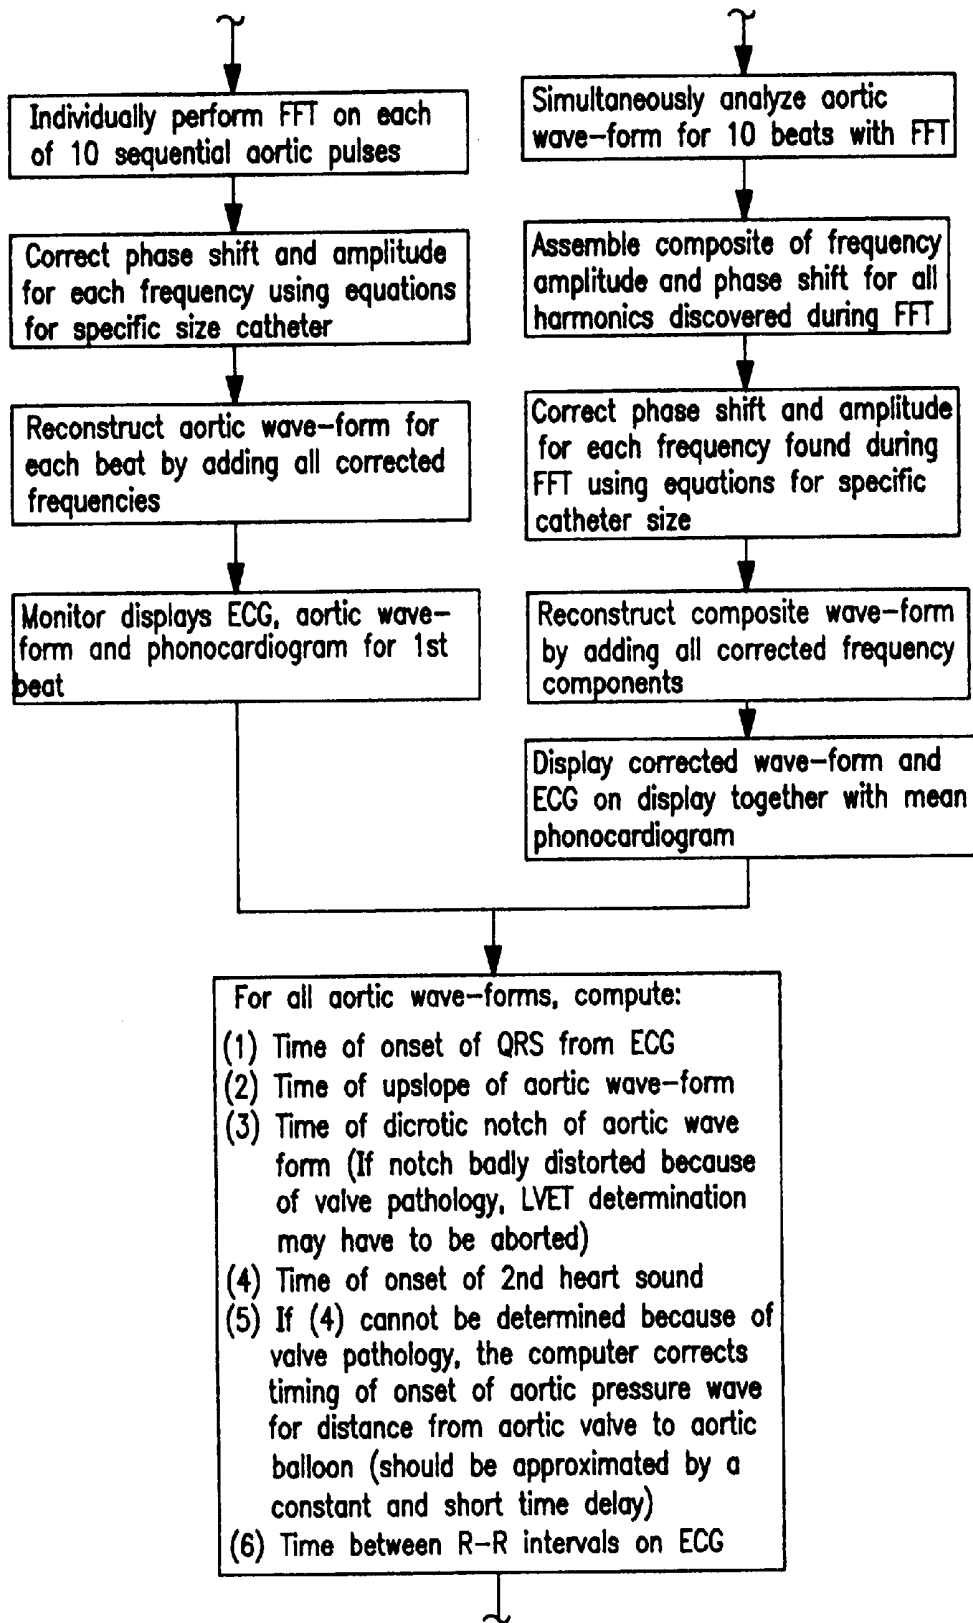 Individually perform FFT on each
of 10 sequential aortic pulses
Correct phase shift and amplitude
for each frequency using equations
for specific size catheter
Reconstruct aortic wave-form for
each beat by adding all corrected
frequencies
Monitor displays ECG, aortic wave-
form and phonocardiogram for 1st
beat
Simultaneously analyze aortic
wave-form for 10 beats with FFT
Assemble composite of frequency
amplitude and phase shift for all
harmonics discovered during FFT
Correct phase shift and amplitude
for each frequency found during
FFT using equations for specific
catheter size
Reconstruct composite wave-form
by adding all corrected frequency
components
Display corrected wave-form and
ECG on display together with mean
phonocardiogram
For all aortic wave-forms, compute:
(1) Time of onset of QRS from ECG
(2) Time of upslope of aortic wave-form
(3) Time of dicrotic notch of aortic wave
form (If notch badly distorted because
of valve pathology, LVET determination
may have to be aborted)
(4) Time of onset of 2nd heart sound
(5) If (4) cannot be determined because of
valve pathology, the computer corrects
timing of onset of aortic pressure wave
for distance from aortic valve to aortic
balloon (should be approximated by a
constant and short time delay)
(6) Time between R-R intervals on ECG